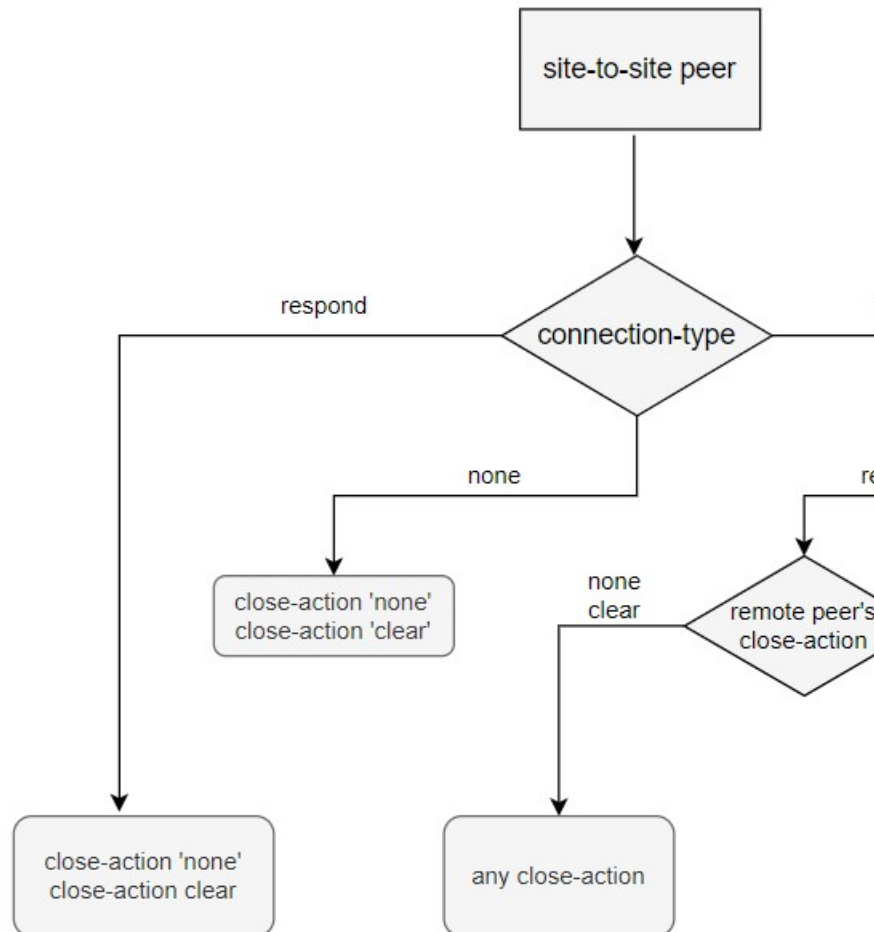 site-to-site peer
respond
connection-type
none
re
close-action 'none'
close-action 'clear'
none
clear
remote peer's
close-action
close-action 'none'
close-action clear
any close-action